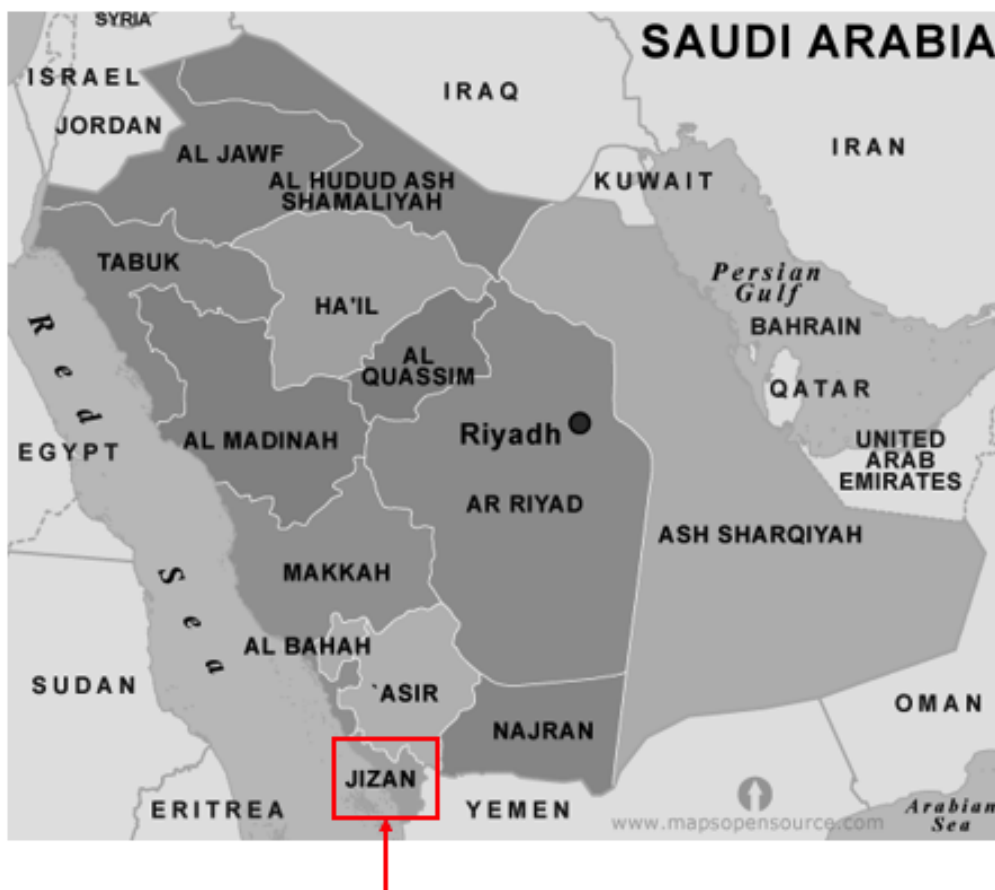 SYRIA
SAUDI ARABIA
ISRAEL
IRAQ
JORDAN
IRAN
AL JAWF
KUWAIT
AL HUDUD ASH
SHAMALIYAH
TABUK
Persian
Gulf
HA'IL
BAHRAIN
Red Sea
AL
QUASSIM
QATAR
Riyadh
AL MADINAH
EGYPT
UNITED
ARAB
EMIRATES
AR RIYAD
ASH SHARQIYAH
MAKKAH
AL BAHAH
SUDAN
`ASIR
OMAN
NAJRAN
JIZAN
ERITREA
YEMEN
Arabian
Sea
www.mapsopensource.com